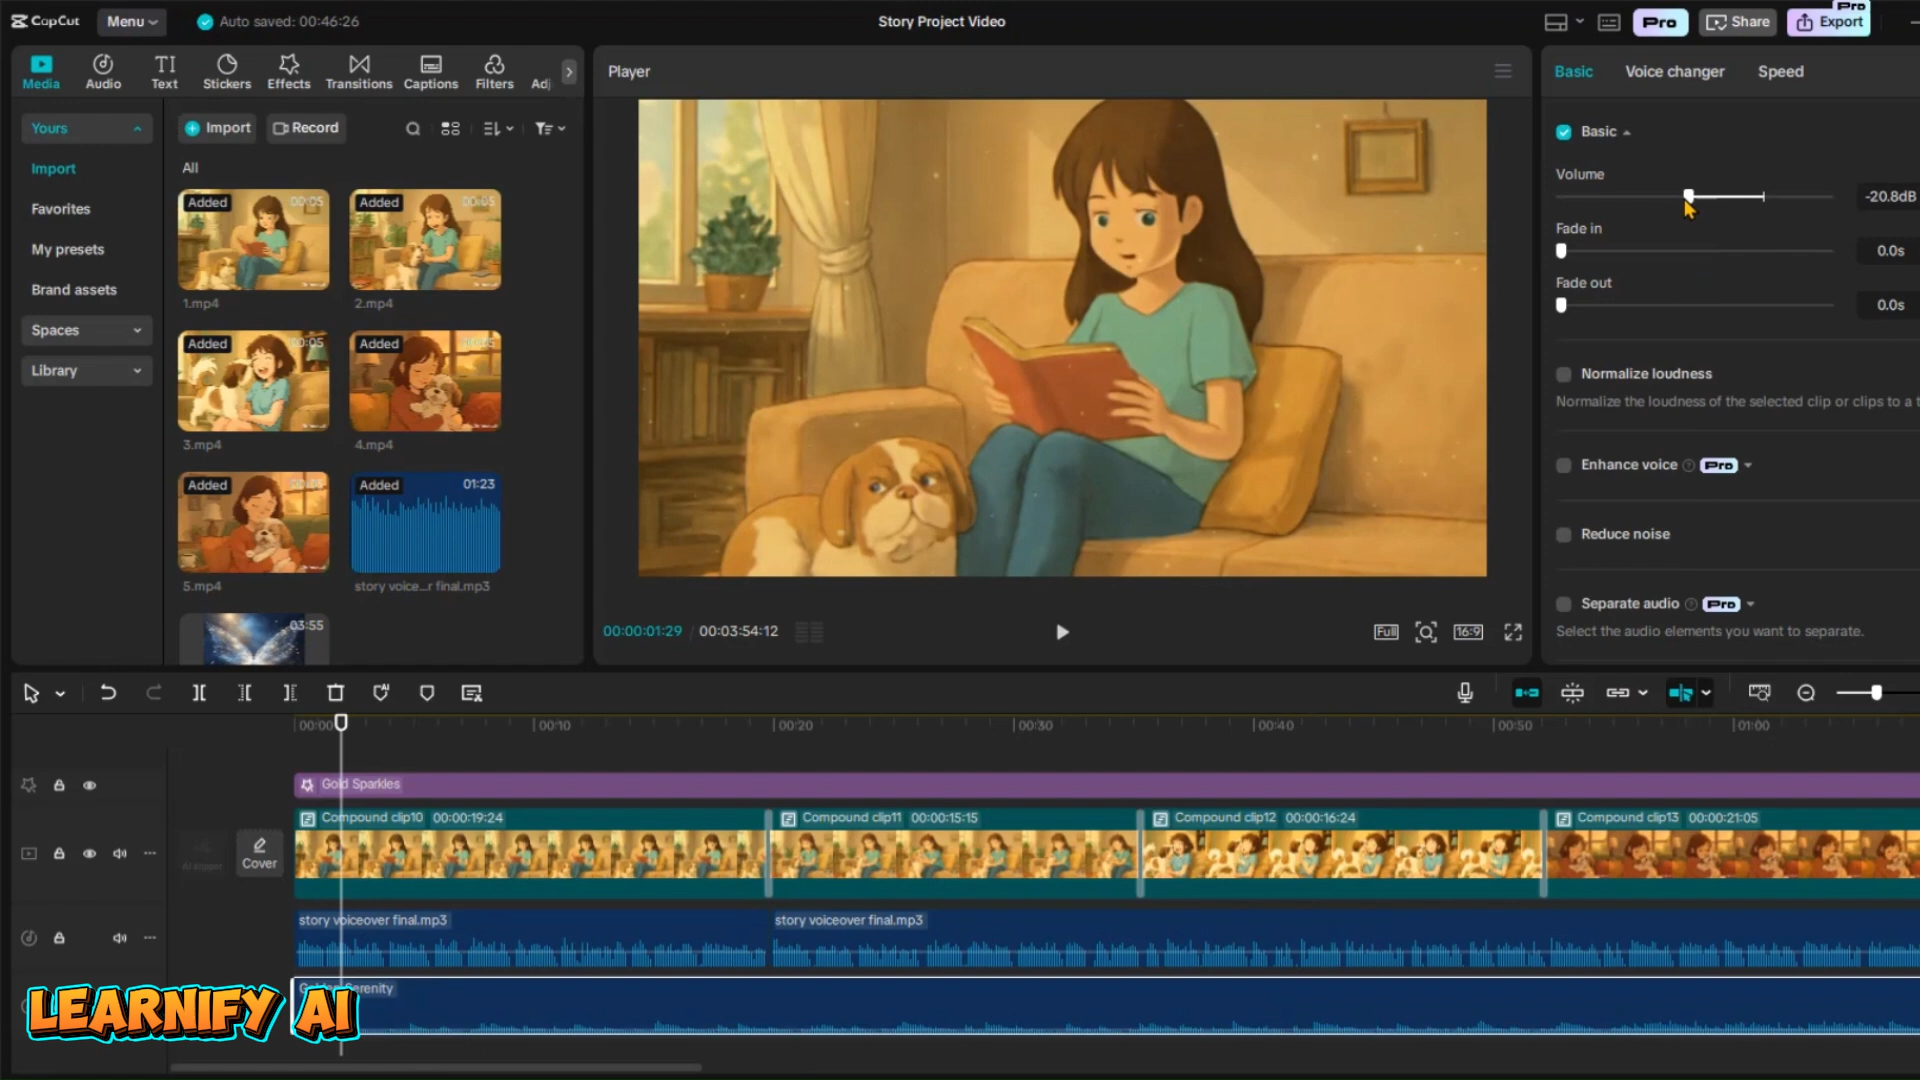 CapCut
Menu
Auto saved: 00:46:26
Story Project Video
Pro
Share
Export
Pro
Media
Audio
Text
Stickers
Effects
Transitions
Captions
Filters
Adj
Player
Basic
Voice changer
Speed
Yours
Import
Record
Basic
Import
All
Volume
-20.8dB
Favorites
Added 00:05
Added 00:05
Fade in
0.0s
My presets
Fade out
0.0s
Brand assets
1.mp4
2.mp4
Spaces
Added 00:05
Added
Library
Normalize loudness
Normalize the loudness of the selected clip or clips to a t
3.mp4
4.mp4
Enhance voice Pro
Added
Added 01:23
Reduce noise
5.mp4
story voice...r final.mp3
Separate audio Pro
Select the audio elements you want to separate.
03:55
00:00:01:29 / 00:03:54:12
Full
16:9
00:00
00:10
00:20
00:30
00:40
00:50
01:00
Gold Sparkles
Compound clip10 00:00:19:24
Compound clip11 00:00:15:15
Compound clip12 00:00:16:24
Compound clip13 00:00:21:05
Cover
story voiceover final.mp3
story voiceover final.mp3
Serenity
LEARNIFY AI